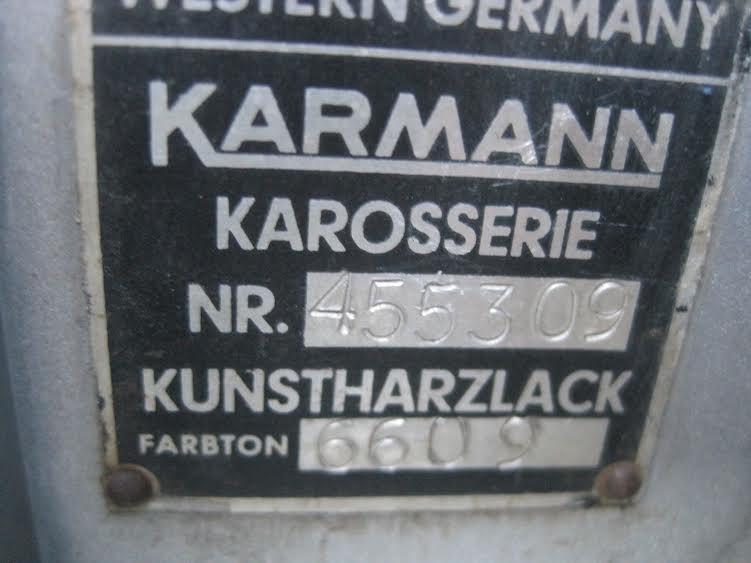 WESTERN GERMANY
KARMANN
KAROSSERIE
NR. 455309
KUNSTHARZLACK
FARBTON 6609